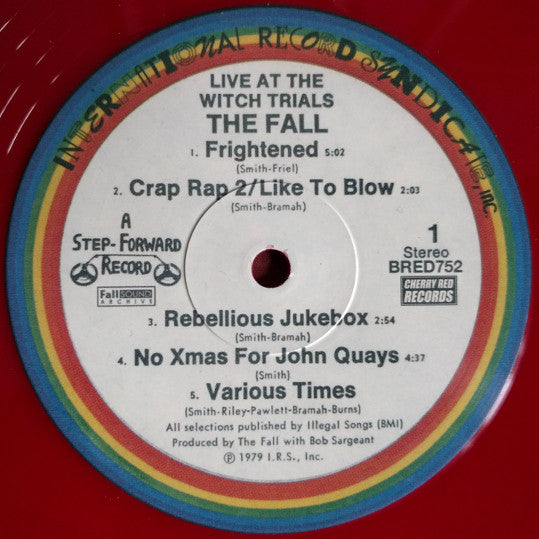 INTERNATIONAL RECORD SYNDICATE, INC.
LIVE AT THE
WITCH TRIALS
THE FALL
1. Frightened 5:02
(Smith-Friel)
2. Crap Rap 2/Like To Blow 2:03
(Smith-Bramah)
A
STEP-FORWARD
RECORD
FallSOUND
ARCHIVE
1
Stereo
BRED752
CHERRY RED
RECORDS
3. Rebellious Jukebox 2:54
(Smith-Bramah)
4. No Xmas For John Quays 4:37
(Smith)
5. Various Times
(Smith-Riley-Pawlett-Bramah-Burns)
All selections published by Illegal Songs (BMI)
Produced by The Fall with Bob Sargeant
℗ 1979 I.R.S., Inc.